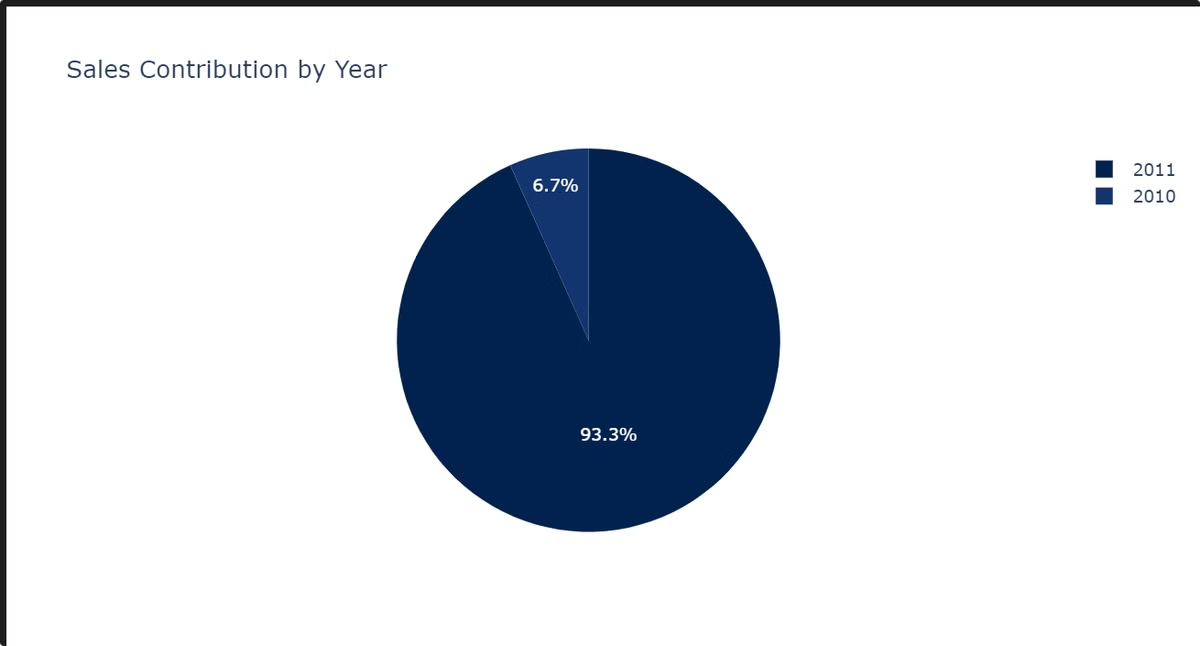 Sales Contribution by Year
2011
2010
6.7%
93.3%